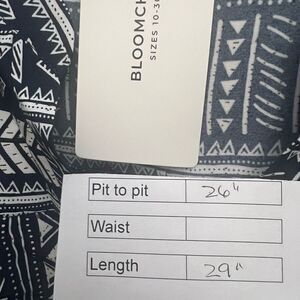 BLOOMCH
SIZES 10-3
Pit to pit 26"
Waist
Length 29"